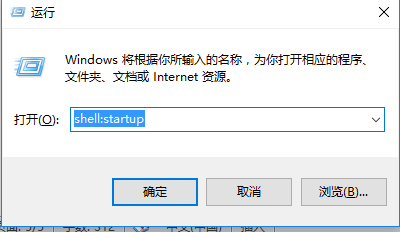 运行
Windows 将根据你所输入的名称，为你打开相应的程序、
文件夹、文档或 Internet 资源。
打开(O): shell:startup
确定 取消 浏览(B)...